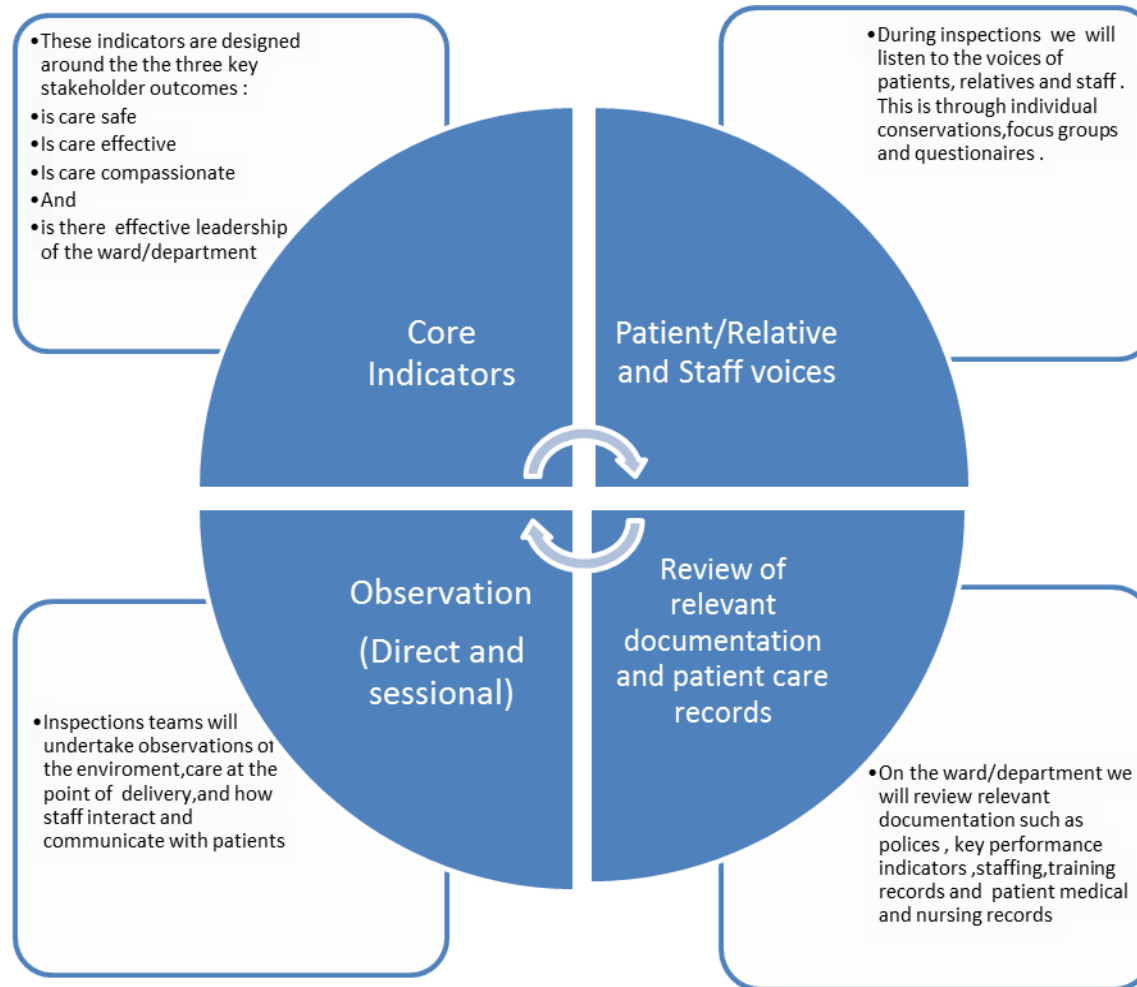 •These indicators are designed
around the the three key
stakeholder outcomes :
•is care safe
•Is care effective
•Is care compassionate
•And
•is there effective leadership
of the ward/department
•During inspections we will
listen to the voices of
patients, relatives and staff .
This is through individual
conservations,focus groups
and questionaires .
Core
Indicators
Patient/Relative
and Staff voices
Observation
(Direct and
sessional)
Review of
relevant
documentation
and patient care
records
•Inspections teams will
undertake observations of
the enviroment,care at the
point of delivery,and how
staff interact and
communicate with patients
•On the ward/department we
will review relevant
documentation such as
polices , key performance
indicators ,staffing,training
records and patient medical
and nursing records